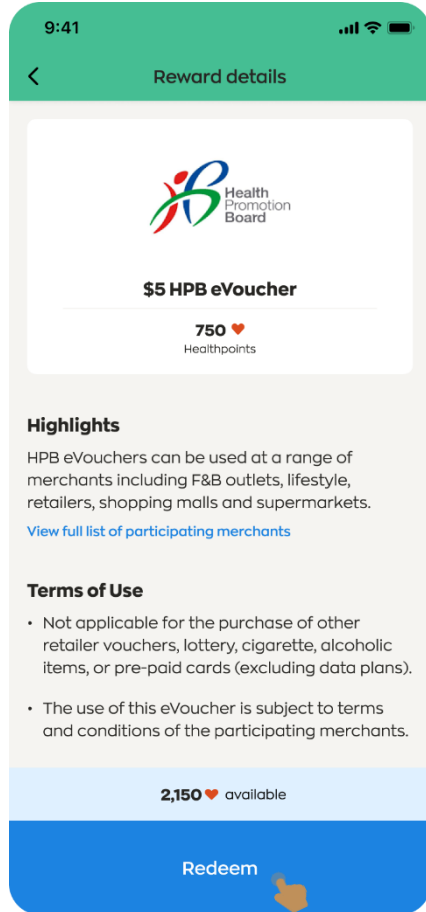 9:41
Reward details
Health
Promotion
Board
$5 HPB eVoucher
750
Healthpoints
Highlights
HPB eVouchers can be used at a range of
merchants including F&B outlets, lifestyle,
retailers, shopping malls and supermarkets.
View full list of participating merchants
Terms of Use
• Not applicable for the purchase of other
retailer vouchers, lottery, cigarette, alcoholic
items, or pre-paid cards (excluding data plans).
• The use of this eVoucher is subject to terms
and conditions of the participating merchants.
2,150 available
Redeem